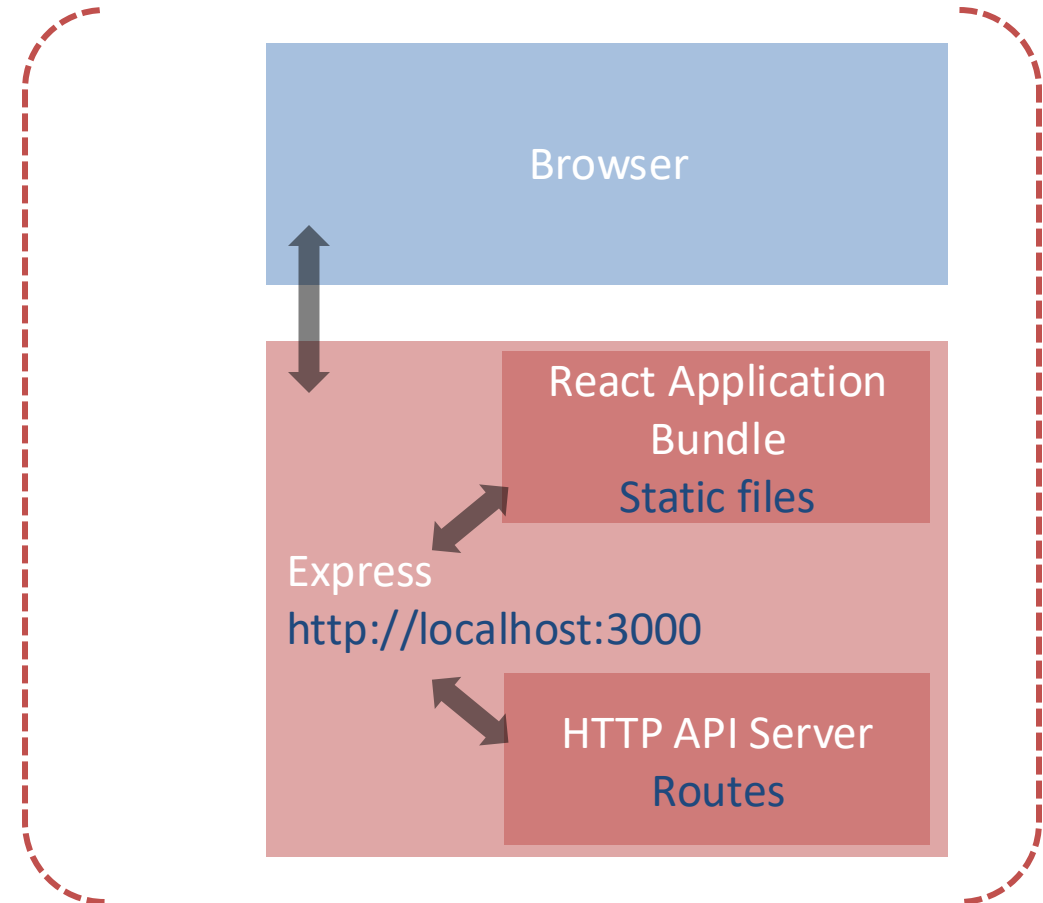 Browser
React Application
Bundle
Static files
Express
http://localhost:3000
HTTP API Server
Routes